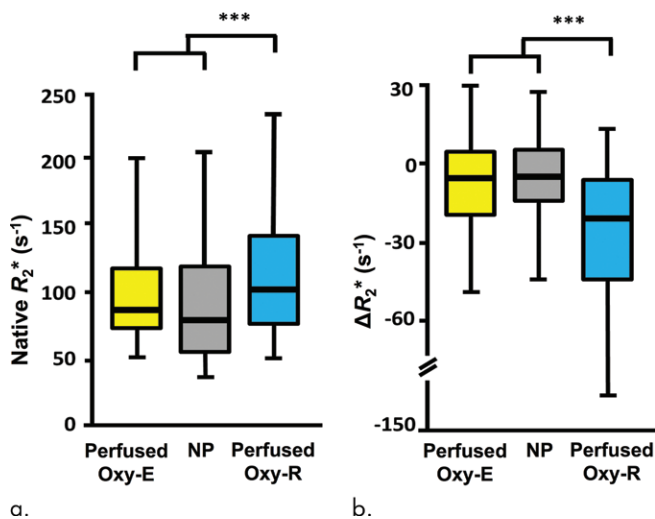 ***
250
200
150
100
50
0
Native R2* (s-1)
Perfused Oxy-E
NP
Perfused Oxy-R
a.
***
30
0
-30
-60
-150
ΔR2* (s-1)
Perfused Oxy-E
NP
Perfused Oxy-R
b.